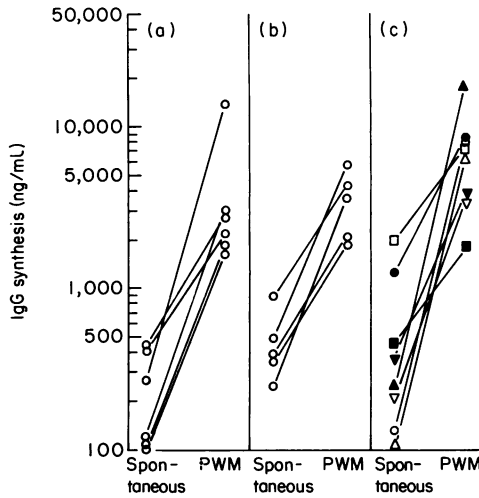 50,000
10,000
5,000
1,000
500
100
IgG synthesis (ng/mL)
(a)
(b)
(c)
Spon-
taneous
PWM
Spon-
taneous
PWM
Spon-
taneous
PWM